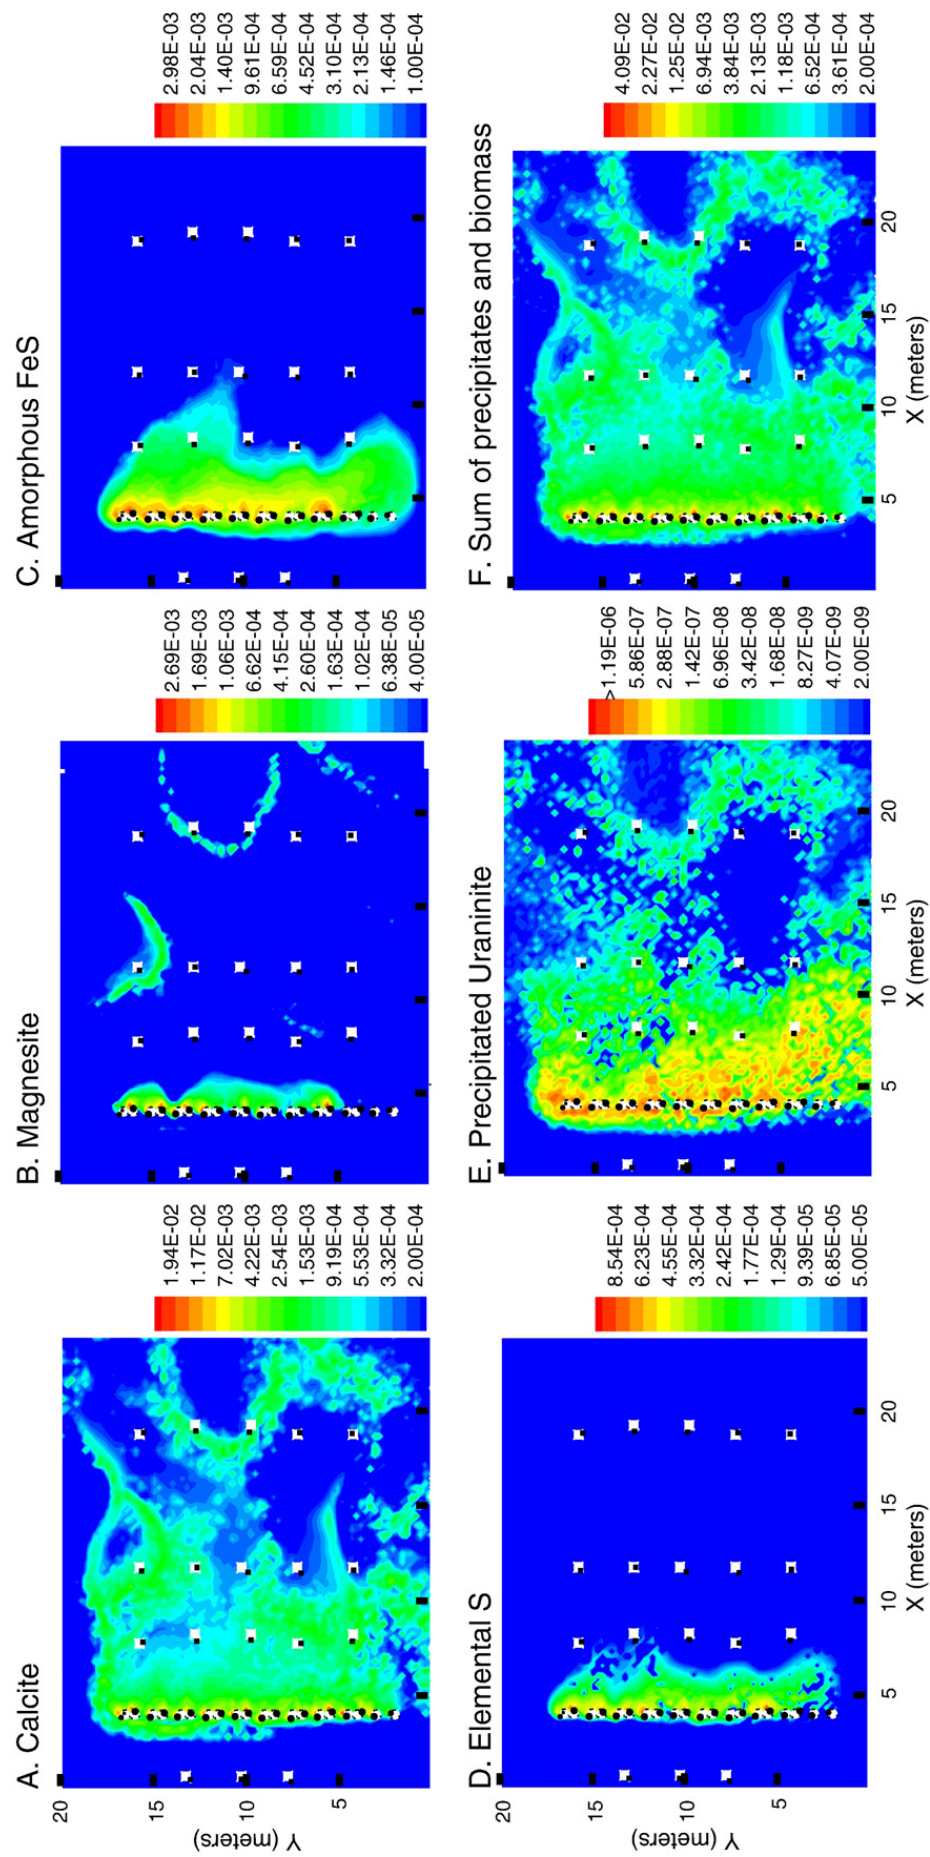 A. Calcite
1.94E-02
1.17E-02
7.02E-03
4.22E-03
2.54E-03
1.53E-03
9.19E-04
5.53E-04
3.32E-04
2.00E-04
20
15
10
5
Y (meters)
B. Magnesite
2.69E-03
1.69E-03
1.06E-03
6.62E-04
4.15E-04
2.60E-04
1.63E-04
1.02E-04
6.38E-05
4.00E-05
C. Amorphous FeS
2.98E-03
2.04E-03
1.40E-03
9.61E-04
6.59E-04
4.52E-04
3.10E-04
2.13E-04
1.46E-04
1.00E-04
D. Elemental S
8.54E-04
6.23E-04
4.55E-04
3.32E-04
2.42E-04
1.77E-04
1.29E-04
9.39E-05
6.85E-05
5.00E-05
15
10
5
Y (meters)
5
10
15
20
X (meters)
E. Precipitated Uraninite
>1.19E-06
5.86E-07
2.88E-07
1.42E-07
6.96E-08
3.42E-08
1.68E-08
8.27E-09
4.07E-09
2.00E-09
5
10
15
20
X (meters)
F. Sum of precipitates and biomass
4.09E-02
2.27E-02
1.25E-02
6.94E-03
3.84E-03
2.13E-03
1.18E-03
6.52E-04
3.61E-04
2.00E-04
5
10
15
20
X (meters)